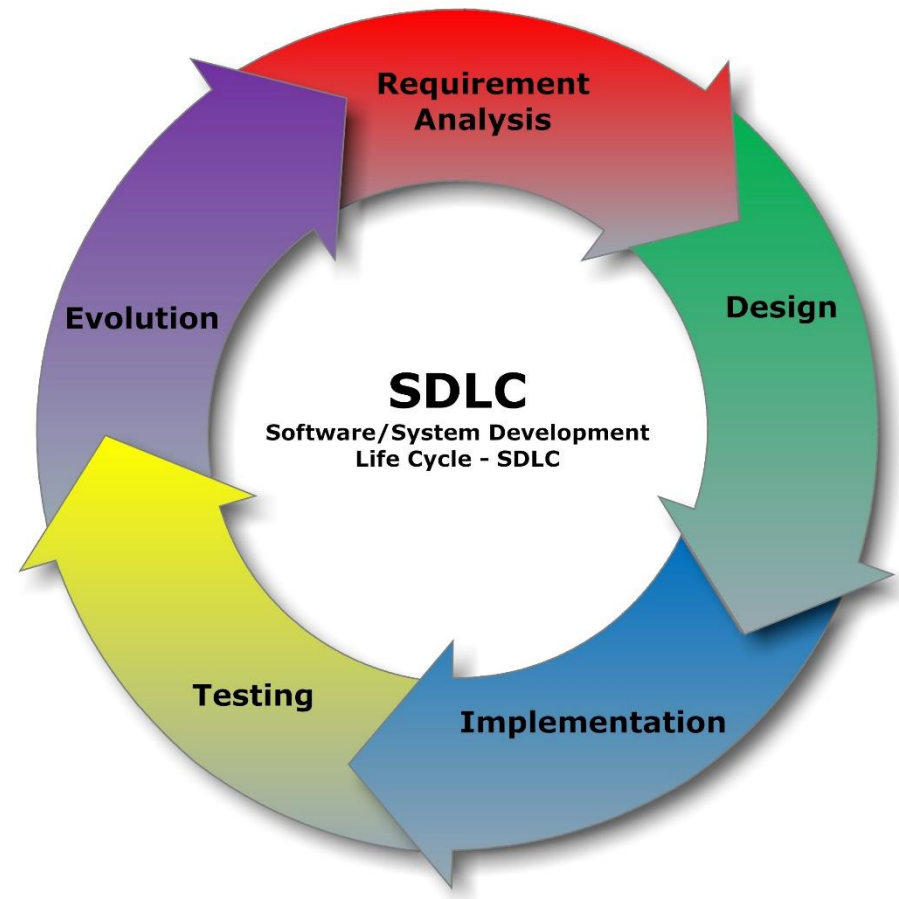 Requirement
Analysis
Design
SDLC
Software/System Development
Life Cycle - SDLC
Evolution
Testing
Implementation